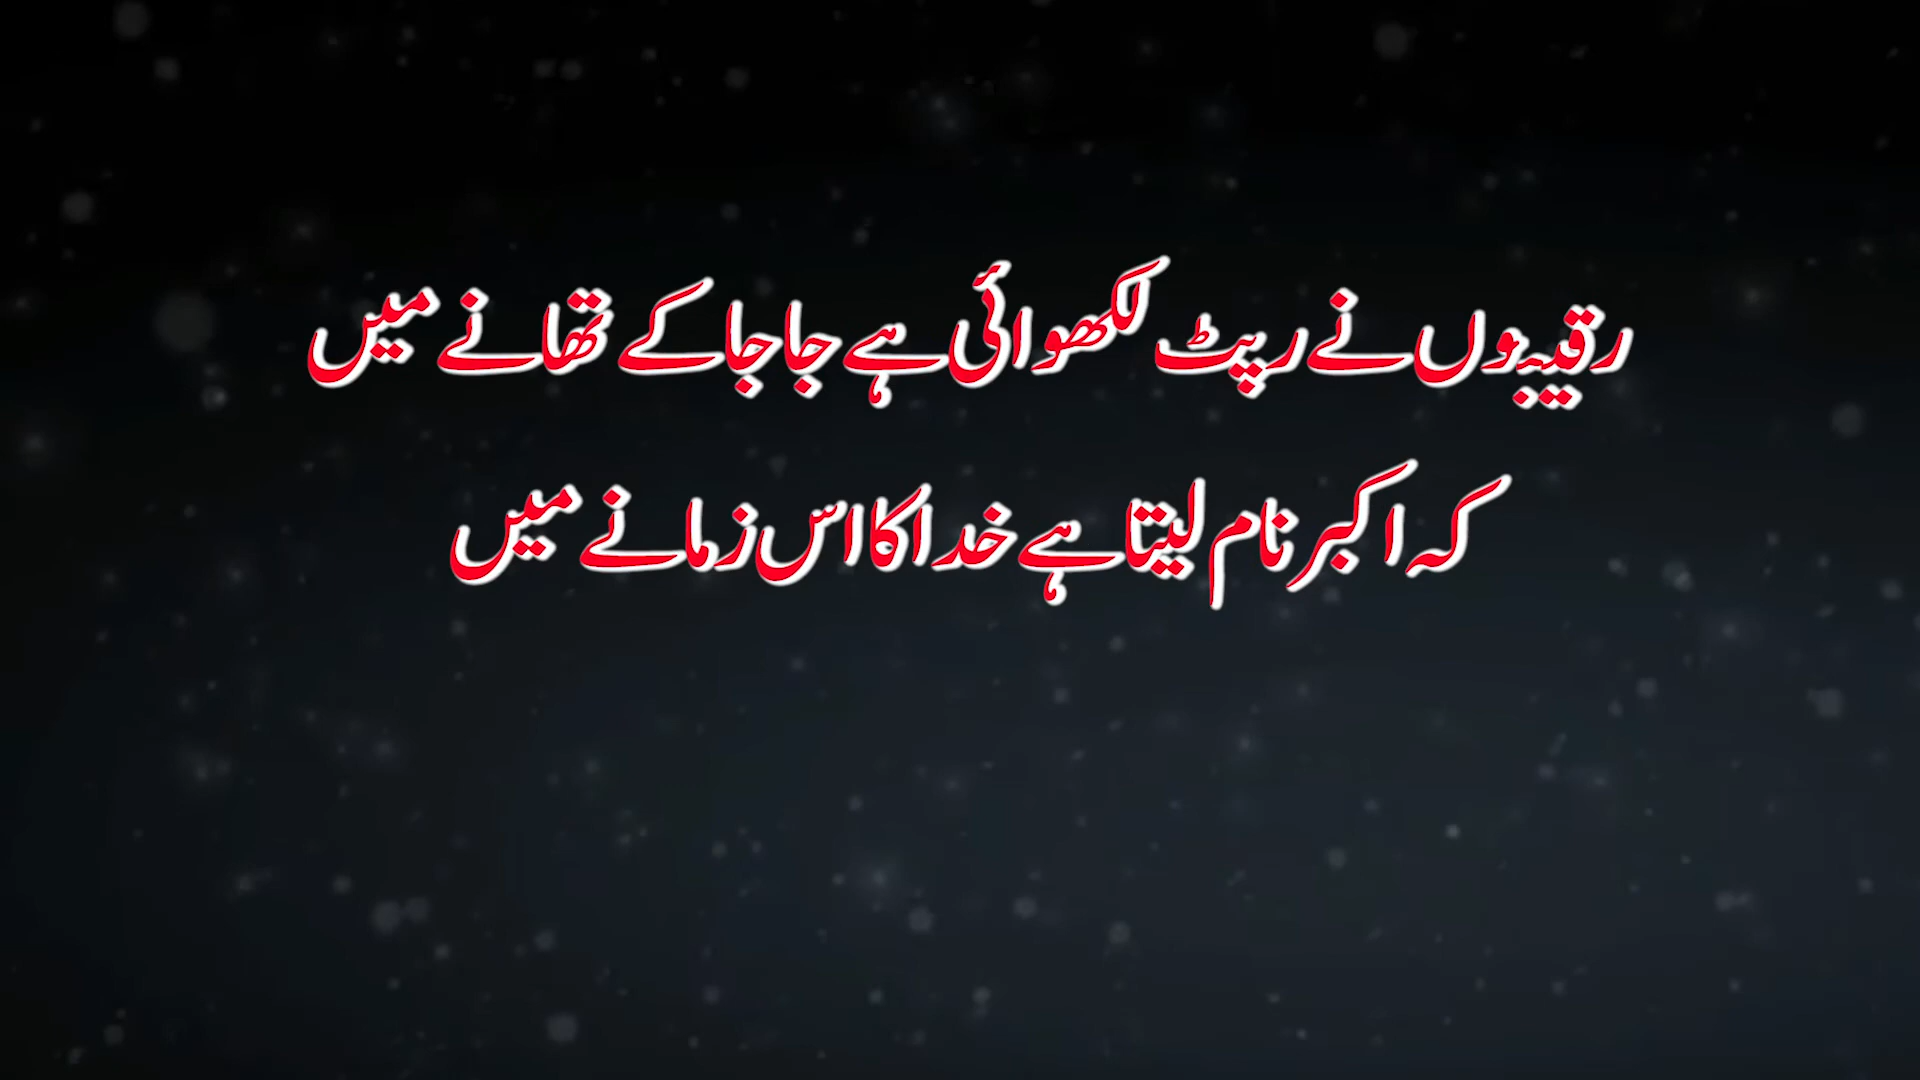 رقیبوں نے رپٹ لکھوائی ہے جا جا کے تھانے میں
کہ اکبر نام لیتا ہے خدا کا اس زمانے میں